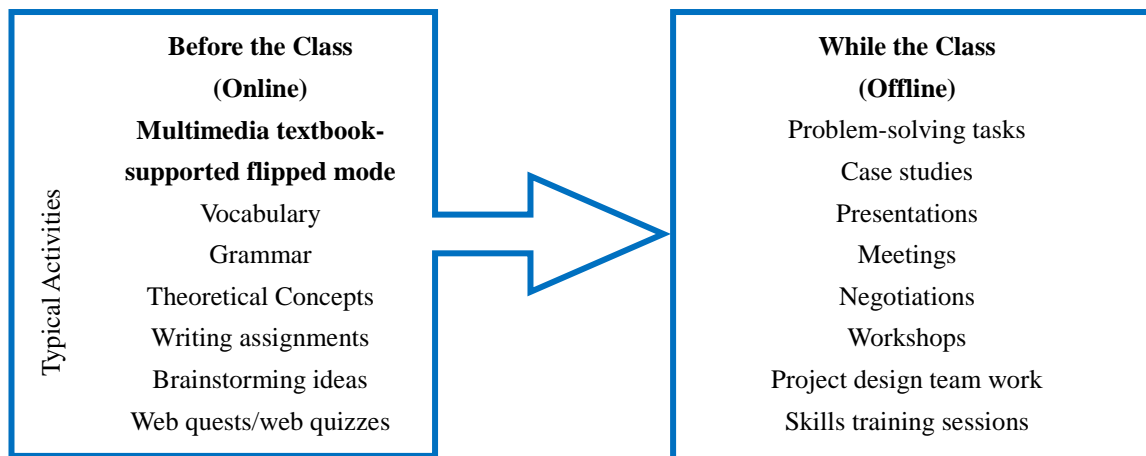 Typical Activities
Before the Class
(Online)
Multimedia textbook-
supported flipped mode
Vocabulary
Grammar
Theoretical Concepts
Writing assignments
Brainstorming ideas
Web quests/web quizzes
While the Class
(Offline)
Problem-solving tasks
Case studies
Presentations
Meetings
Negotiations
Workshops
Project design team work
Skills training sessions